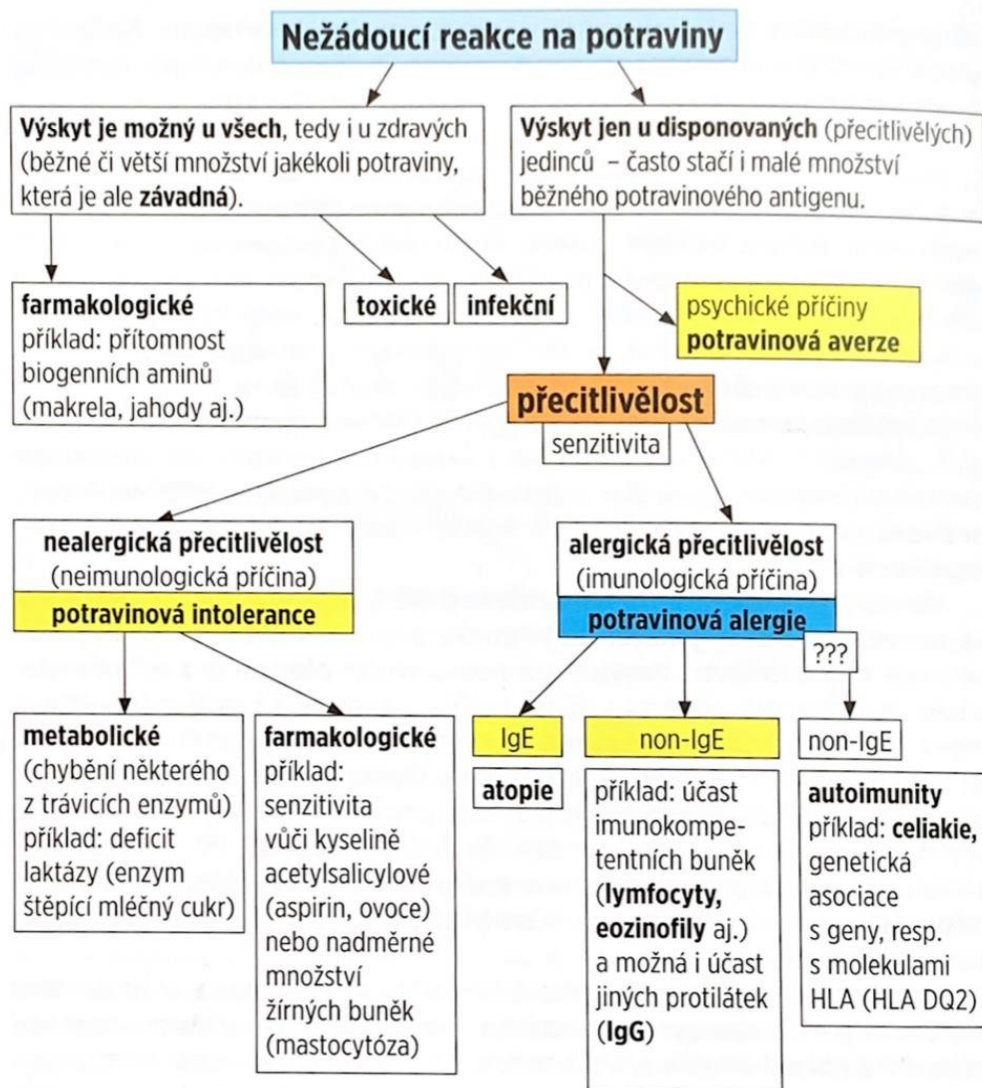 Nežádoucí reakce na potraviny
Výskyt je možný u všech, tedy i u zdravých
(běžné či větší množství jakékoli potraviny,
která je ale závadná).
Výskyt jen u disponovaných (přecitlivělých)
jedinců – často stačí i malé množství
běžného potravinového antigenu.
farmakologické
příklad: přítomnost
biogenních aminů
(makrela, jahody aj.)
toxické
infekční
psychické příčiny
potravinová averze
přecitlivělost
senzitivita
nealergická přecitlivělost
(neimunologická příčina)
potravinová intolerance
alergická přecitlivělost
(imunologická příčina)
potravinová alergie
???
metabolické
(chybění některého
z trávicích enzymů)
příklad: deficit
laktázy (enzym
štěpící mléčný cukr)
farmakologické
příklad:
senzitivita
vůči kyselině
acetylsalicylové
(aspirin, ovoce)
nebo nadměrné
množství
žírných buněk
(mastocytóza)
IgE
atopie
non-IgE
příklad: účast
imunokompe-
tentních buněk
(lymfocyty,
eozinofily aj.)
a možná i účast
jiných protilátek
(IgG)
non-IgE
autoimunity
příklad: celiakie,
genetická
asociace
s geny, resp.
s molekulami
HLA (HLA DQ2)